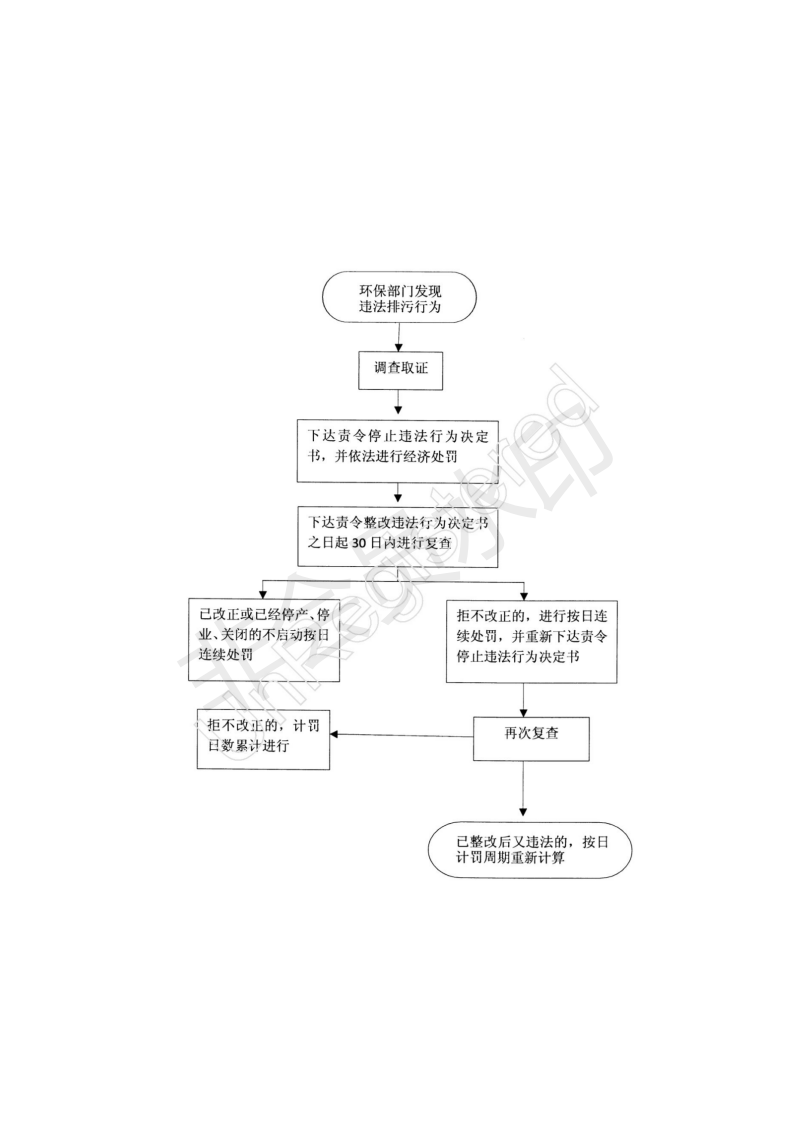 环保部门发现
违法排污行为
调查取证
下达责令停止违法行为决定
书，并依法进行经济处罚
下达责令整改违法行为决定书
之日起 30 日内进行复查
已改正或已经停产、停
业、关闭的不启动按日
连续处罚
拒不改正的，进行按日连
续处罚，并重新下达责令
停止违法行为决定书
拒不改正的，计罚
日数累计进行
再次复查
已整改后又违法的，按日
计罚周期重新计算
非会员水印
UnRegistered